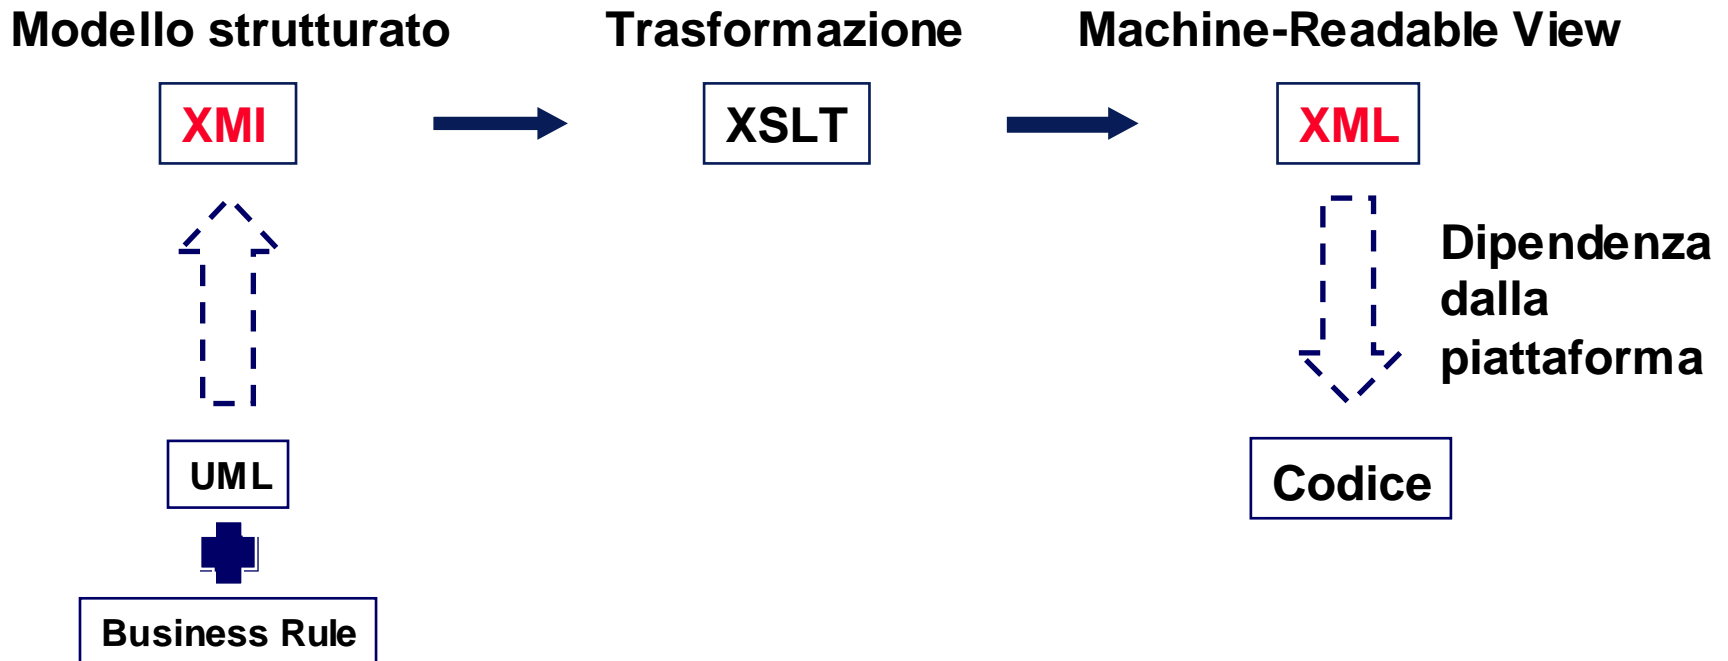 Modello strutturato
Trasformazione
Machine-Readable View
XMI
XSLT
XML
Dipendenza
dalla
piattaforma
UML
Codice
Business Rule